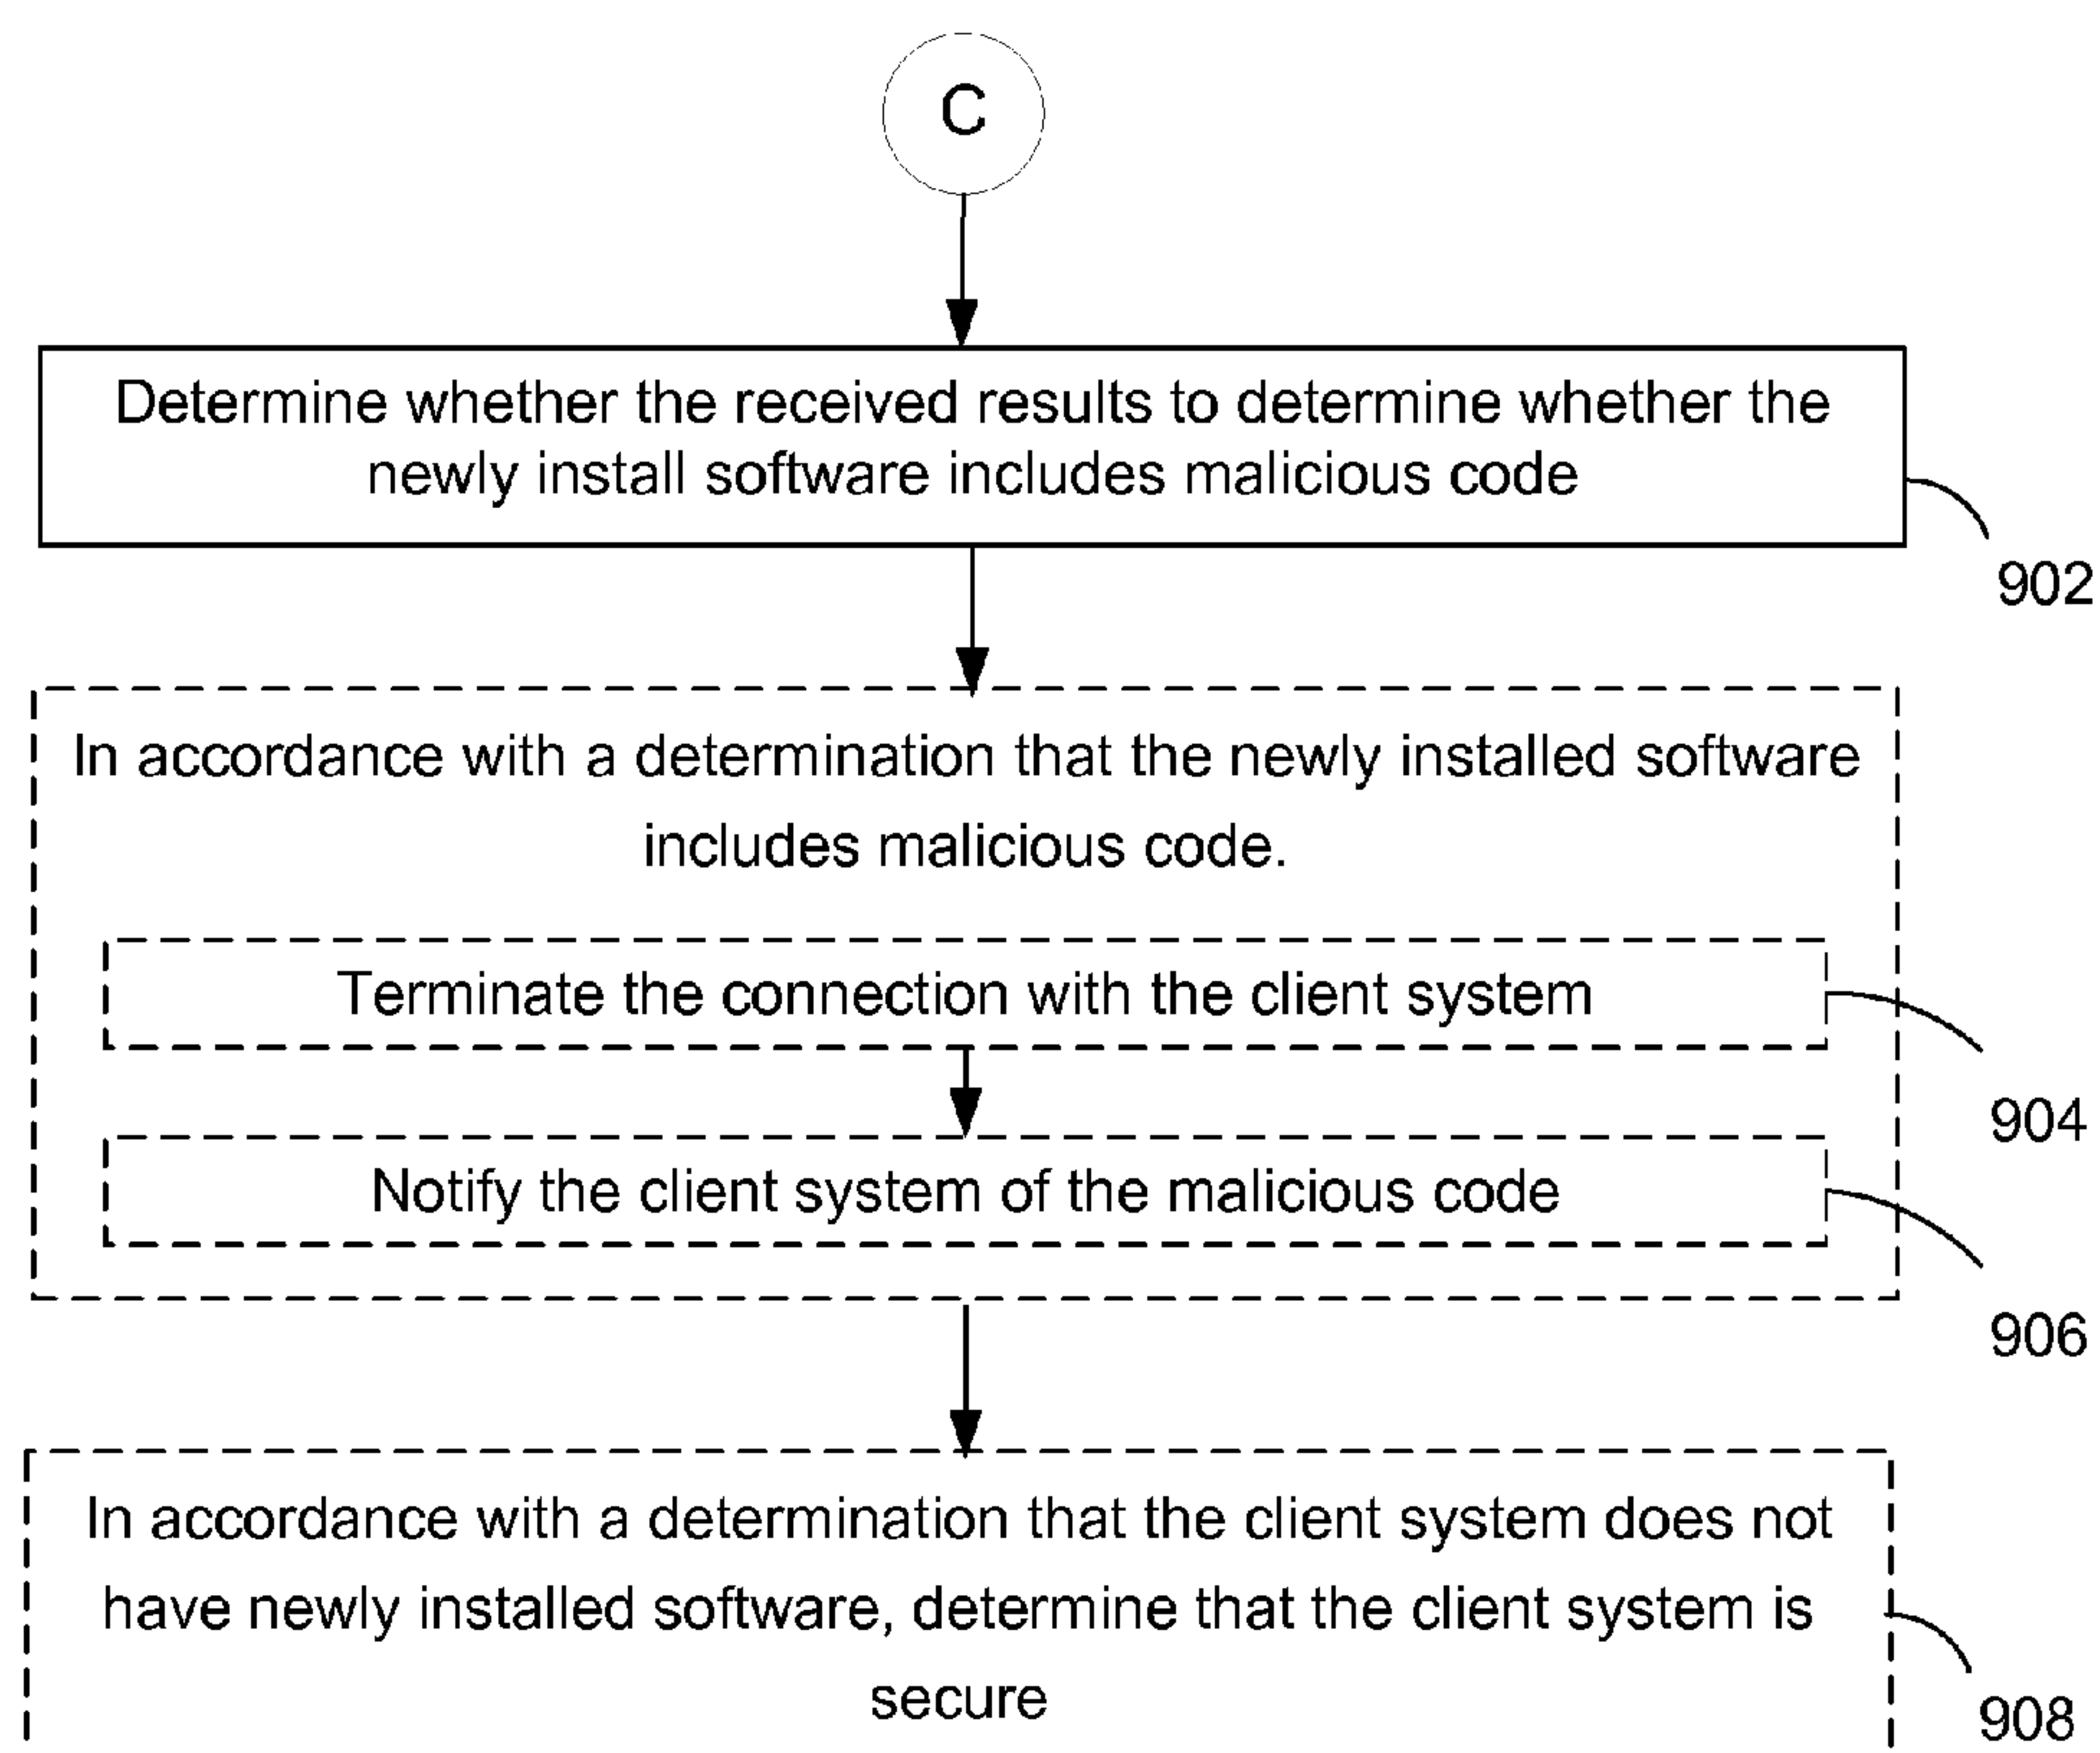 C
Determine whether the received results to determine whether the
newly install software includes malicious code
902
In accordance with a determination that the newly installed software
includes malicious code.
Terminate the connection with the client system
904
Notify the client system of the malicious code
906
In accordance with a determination that the client system does not
have newly installed software, determine that the client system is
secure
908